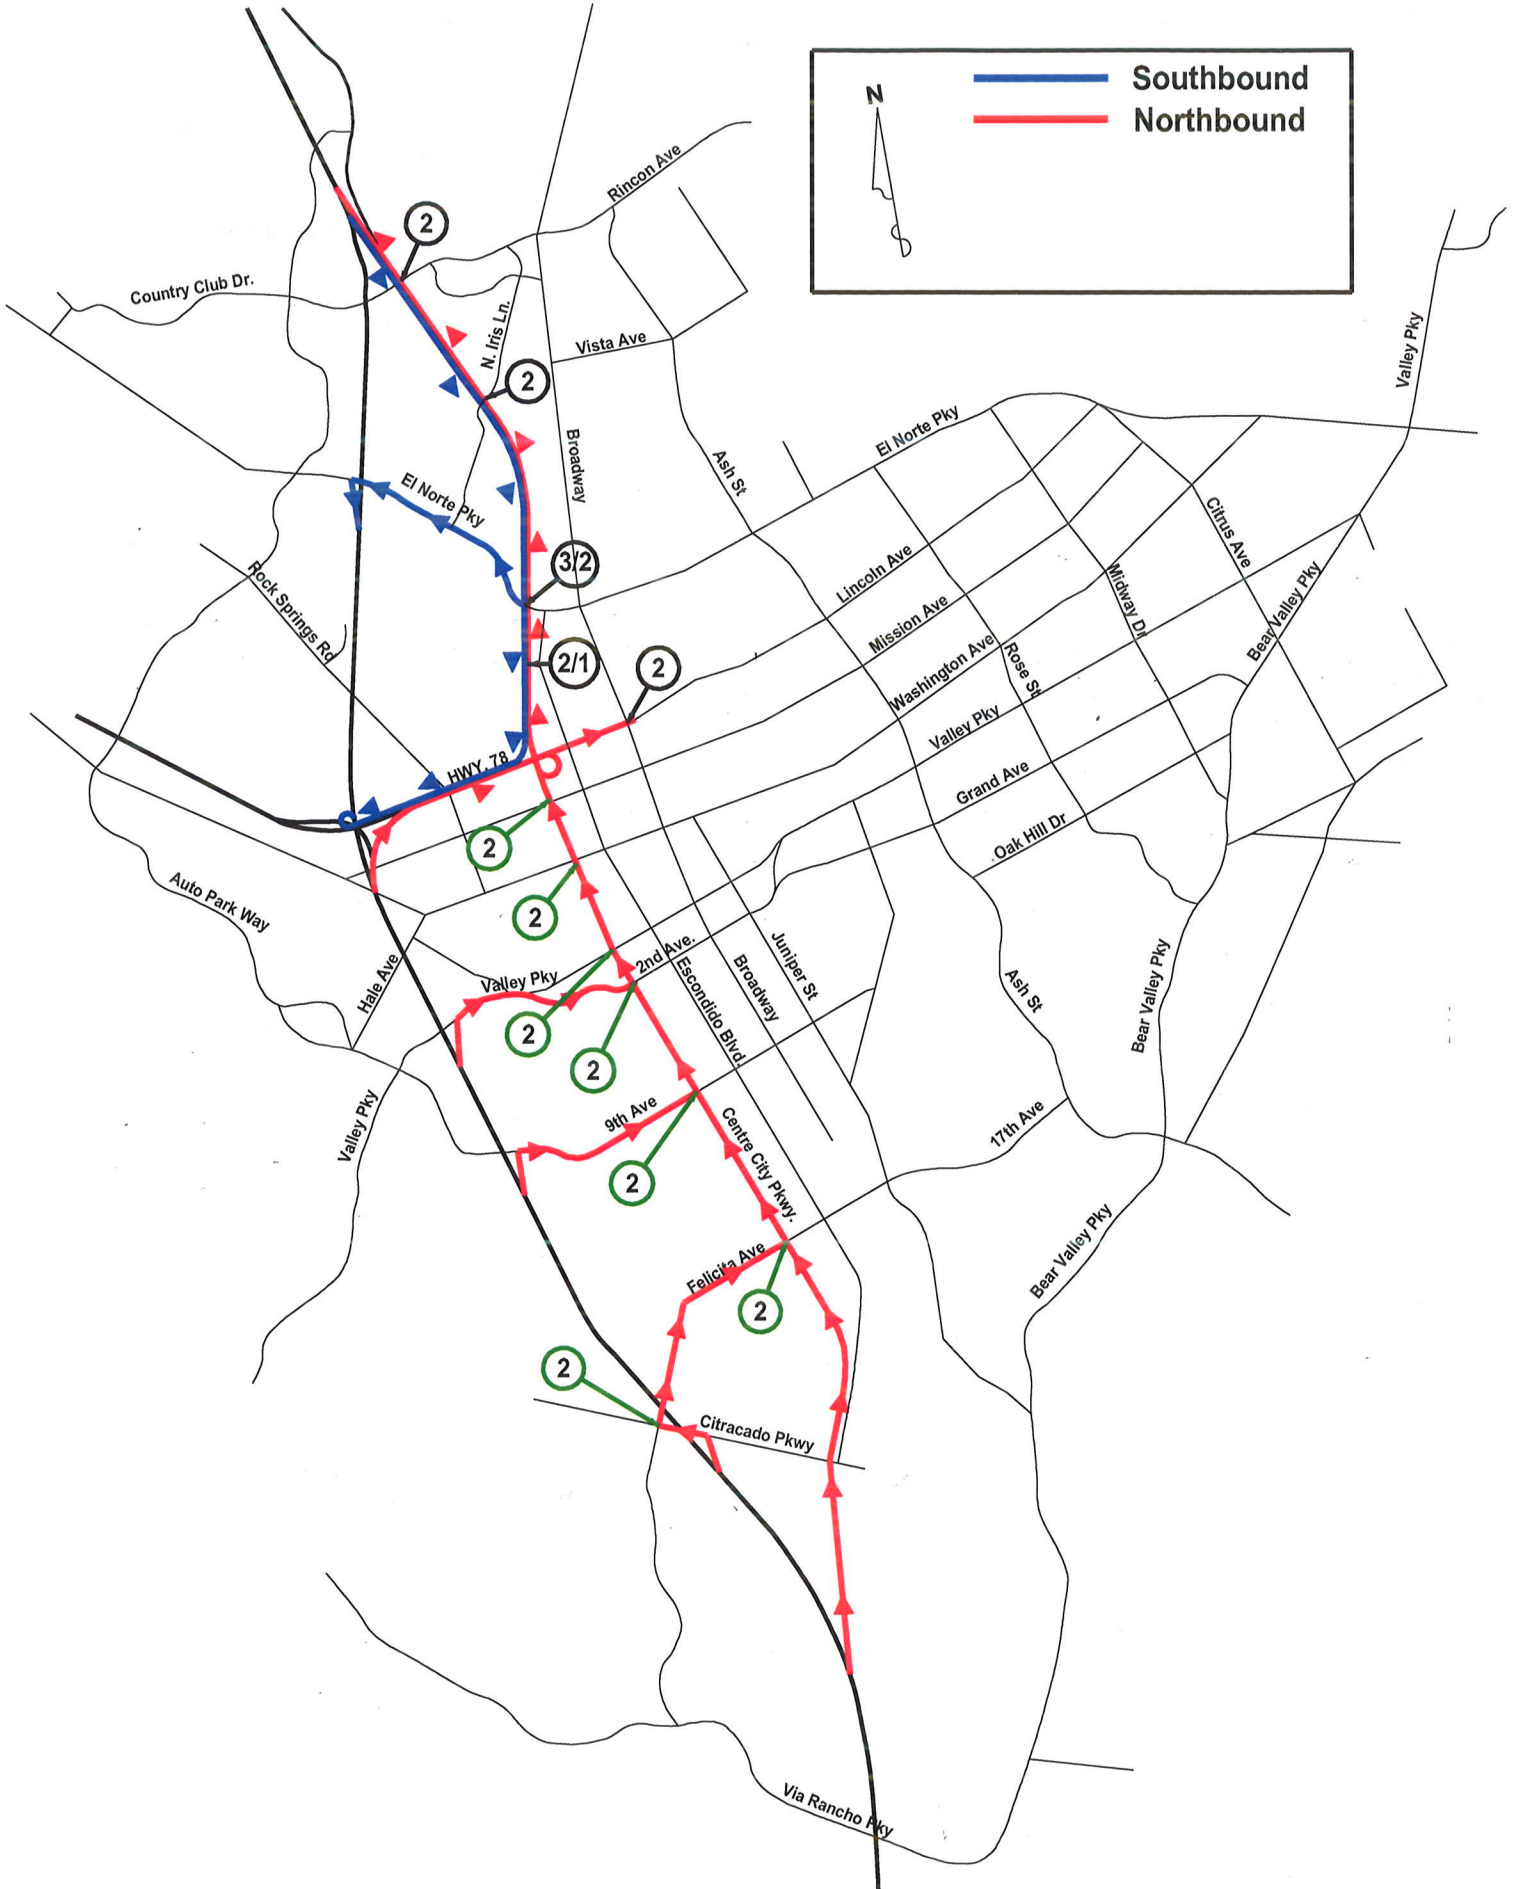 N
Southbound
Northbound
Rincon Ave
2
Country Club Dr.
N. Iris Ln.
Vista Ave
Valley Pky
2
El Norte Pky
Broadway
Ash St
El Norte Pky
Citrus Ave
3/2
Lincoln Ave
Rock Springs Rd
Mission Ave
Midway Dr
Bear Valley Pky
2/1
2
Washington Ave
Rose St
Valley Pky
HWY. 78
Grand Ave
2
Oak Hill Dr
Auto Park Way
2
Hale Ave
Valley Pky
2nd Ave.
Escondido Blvd.
Broadway
Juniper St
Ash St
Bear Valley Pky
2
2
Valley Pky
9th Ave
Centre City Pkwy.
17th Ave
2
Felicita Ave
Bear Valley Pky
2
2
Citracado Pkwy
Via Rancho Pky